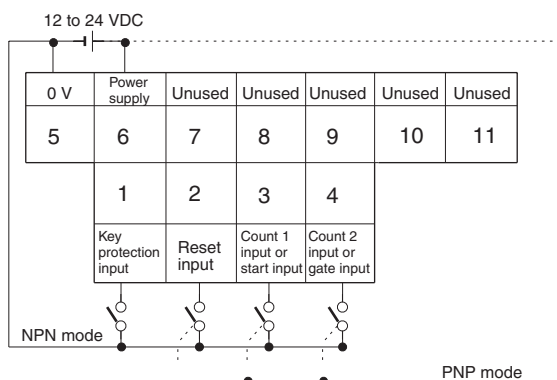 12 to 24 VDC
0 V
Power
supply
Unused
Unused
Unused
Unused
Unused
5
6
7
8
9
10
11
1
2
3
4
Key
protection
input
Reset
input
Count 1
input or
start input
Count 2
input or
gate input
NPN mode
PNP mode